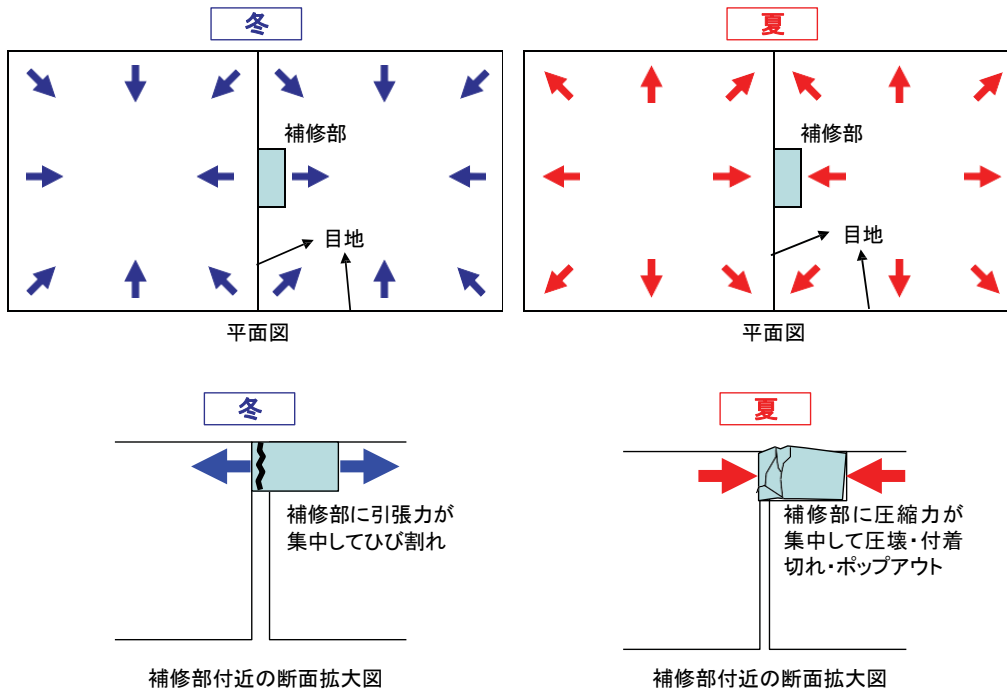 冬
夏
補修部
補修部
目地
目地
平面図
平面図
冬
夏
補修部に引張力が
集中してひび割れ
補修部に圧縮力が
集中して圧壊・付着
切れ・ポップアウト
補修部付近の断面拡大図
補修部付近の断面拡大図